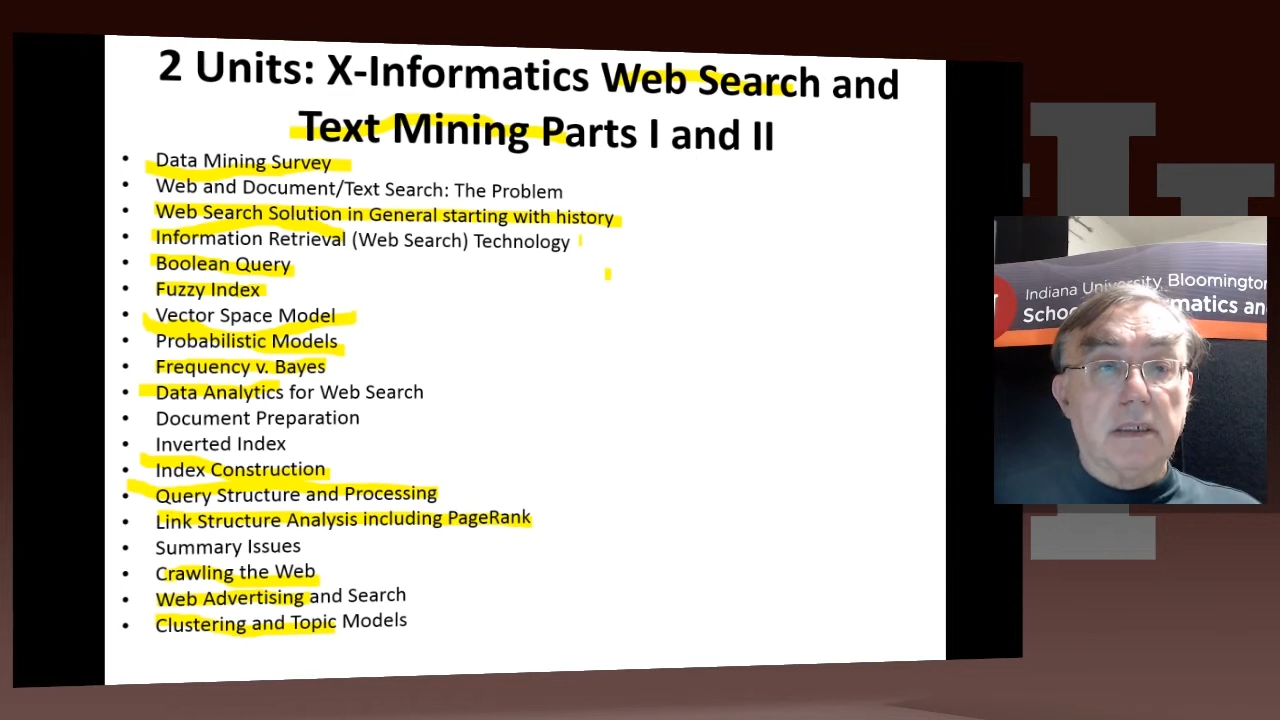 2 Units: X-Informatics Web Search and
Text Mining Parts I and II
• Data Mining Survey
• Web and Document/Text Search: The Problem
• Web Search Solution in General starting with history
• Information Retrieval (Web Search) Technology
• Boolean Query
• Fuzzy Index
• Vector Space Model
• Probabilistic Models
• Frequency v. Bayes
• Data Analytics for Web Search
• Document Preparation
• Inverted Index
• Index Construction
• Query Structure and Processing
• Link Structure Analysis including PageRank
• Summary Issues
• Crawling the Web
• Web Advertising and Search
• Clustering and Topic Models
Indiana University Bloomington